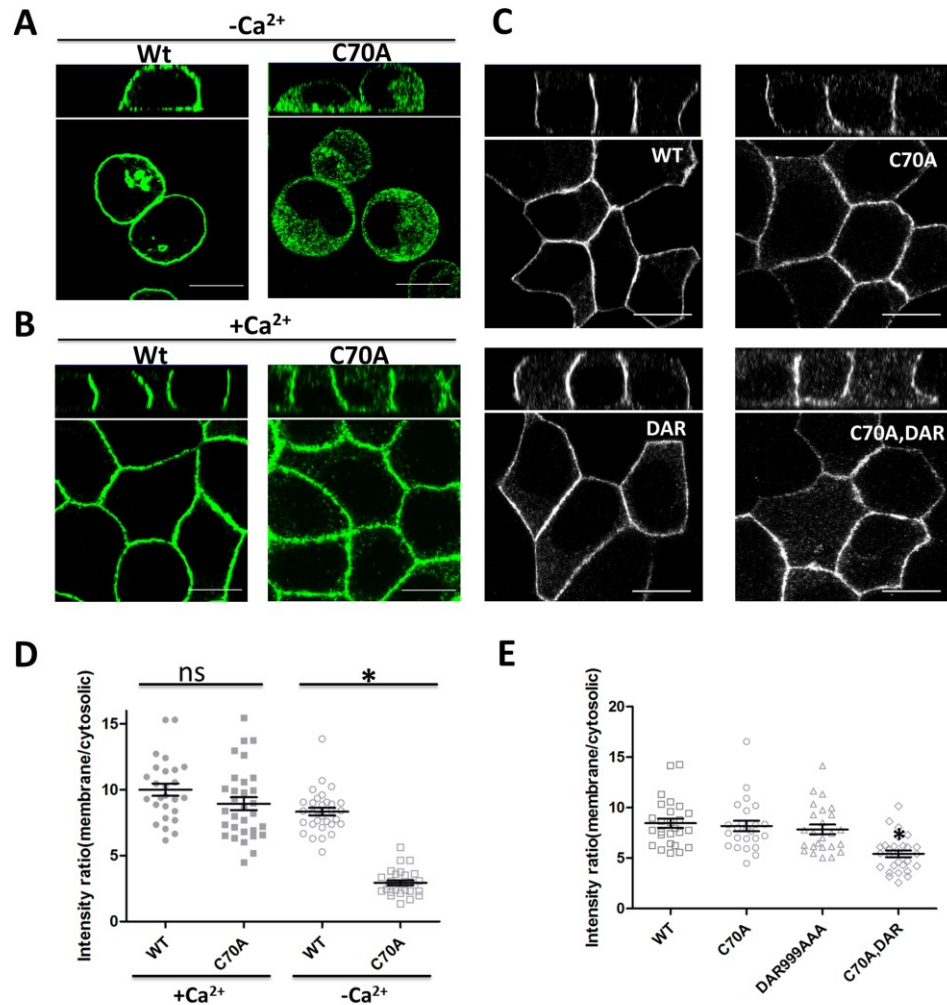 A
-Ca²⁺
Wt
C70A
B
+Ca²⁺
Wt
C70A
C
WT
C70A
DAR
C70A,DAR
D
ns
*
Intensity ratio(membrane/cytosolic)
15
10
5
0
WT
C70A
WT
C70A
+Ca²⁺
-Ca²⁺
E
Intensity ratio(membrane/cytosolic)
20
15
10
5
0
*
WT
C70A
DAR999AAA
C70A,DAR